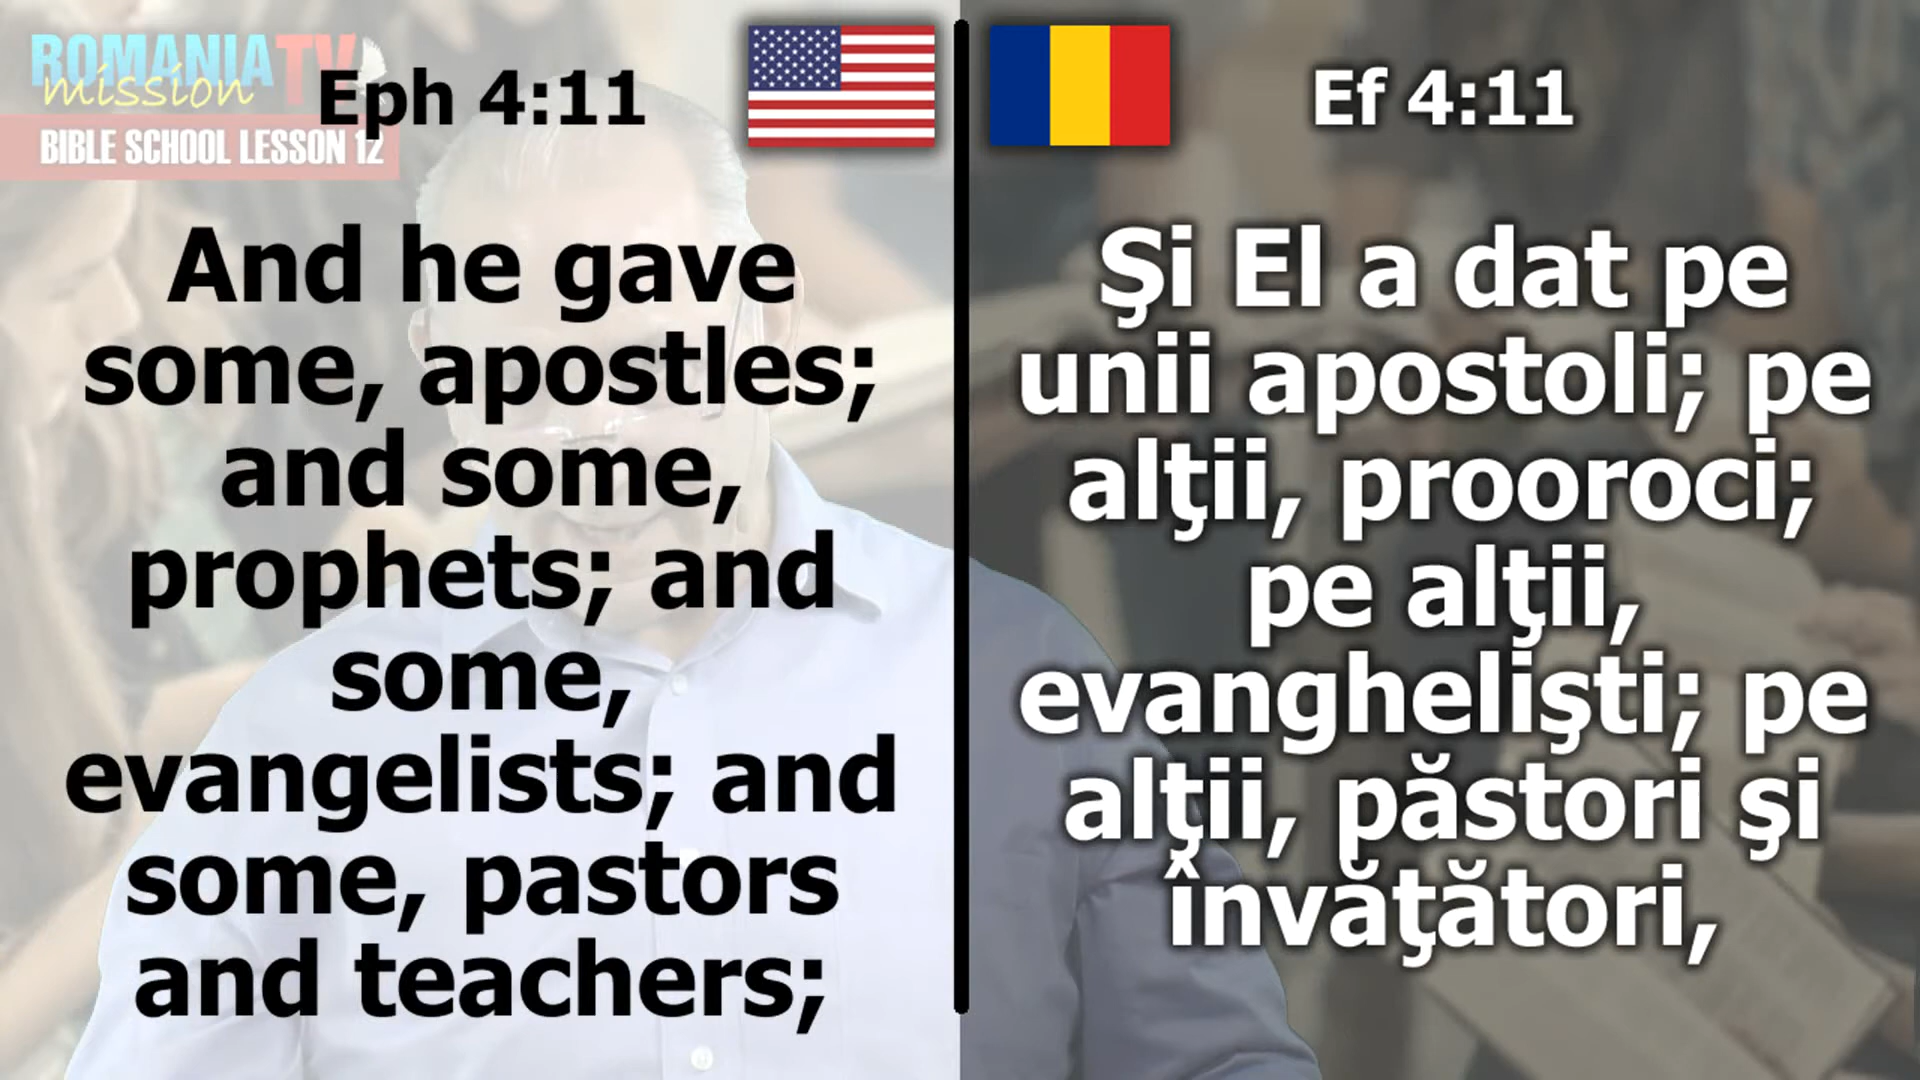 ROMANIA TV
mission
BIBLE SCHOOL LESSON 12
Eph 4:11
And he gave
some, apostles;
and some,
prophets; and
some,
evangelists; and
some, pastors
and teachers;
Ef 4:11
Şi El a dat pe
unii apostoli; pe
alţii, prooroci;
pe alţii,
evanghelişti; pe
alţii, păstori şi
învăţători,